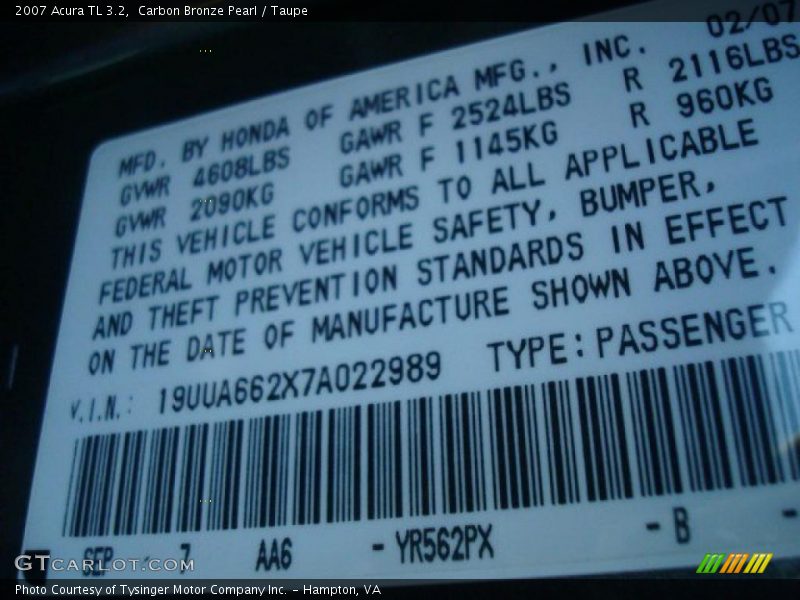 2007 Acura TL 3.2,  Carbon Bronze Pearl / Taupe
MFD. BY HONDA OF AMERICA MFG., INC. 02/07
GVWR 4608LBS GAWR F 2524LBS R 2116LBS
GVWR 2090KG GAWR F 1145KG R 960KG
THIS VEHICLE CONFORMS TO ALL APPLICABLE
FEDERAL MOTOR VEHICLE SAFETY, BUMPER,
AND THEFT PREVENTION STANDARDS IN EFFECT
ON THE DATE OF MANUFACTURE SHOWN ABOVE.
V.I.N.: 19UUA662X7A022989 TYPE: PASSENGER
SEP - 7 AA6 - YR562PX - B -
GTCARLOT.COM
Photo Courtesy of Tysinger Motor Company Inc. – Hampton, VA